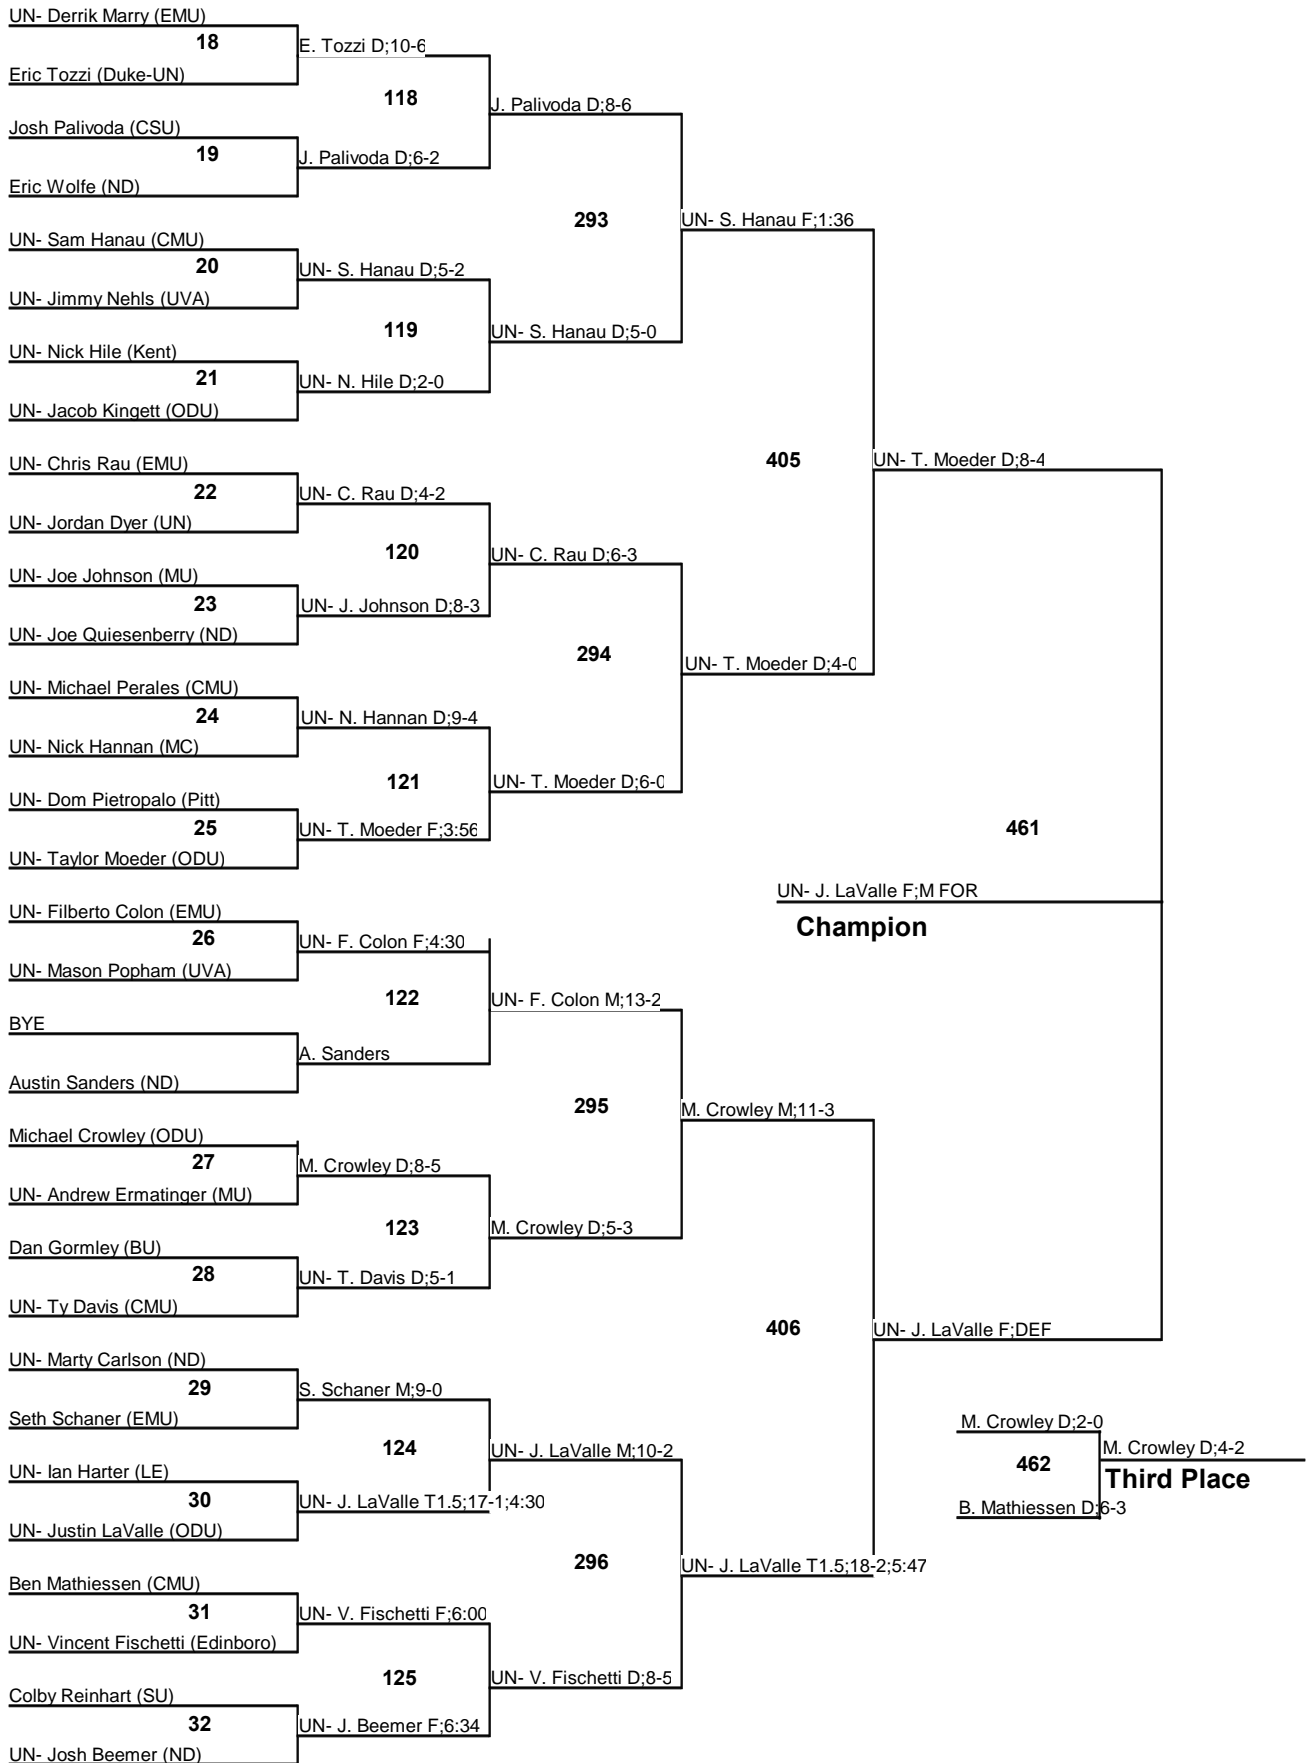 UN- Derrik Marry (EMU)
18
E. Tozzi D;10-6
Eric Tozzi (Duke-UN)
118
J. Palivoda D;8-6
Josh Palivoda (CSU)
19
J. Palivoda D;6-2
Eric Wolfe (ND)
293
UN- S. Hanau F;1:36
UN- Sam Hanau (CMU)
20
UN- S. Hanau D;5-2
UN- Jimmy Nehls (UVA)
119
UN- S. Hanau D;5-0
UN- Nick Hile (Kent)
21
UN- N. Hile D;2-0
UN- Jacob Kingett (ODU)
405
UN- T. Moeder D;8-4
UN- Chris Rau (EMU)
22
UN- C. Rau D;4-2
UN- Jordan Dyer (UN)
120
UN- C. Rau D;6-3
UN- Joe Johnson (MU)
23
UN- J. Johnson D;8-3
UN- Joe Quiesenberry (ND)
294
UN- T. Moeder D;4-0
UN- Michael Perales (CMU)
24
UN- N. Hannan D;9-4
UN- Nick Hannan (MC)
121
UN- T. Moeder D;6-0
UN- Dom Pietropalo (Pitt)
25
UN- T. Moeder F;3:56
UN- Taylor Moeder (ODU)
461
UN- J. LaValle F;M FOR
Champion
UN- Filberto Colon (EMU)
26
UN- F. Colon F;4:30
UN- Mason Popham (UVA)
122
UN- F. Colon M;13-2
BYE
A. Sanders
Austin Sanders (ND)
295
M. Crowley M;11-3
Michael Crowley (ODU)
27
M. Crowley D;8-5
UN- Andrew Ermatinger (MU)
123
M. Crowley D;5-3
Dan Gormley (BU)
28
UN- T. Davis D;5-1
UN- Ty Davis (CMU)
406
UN- J. LaValle F;DEF
UN- Marty Carlson (ND)
29
S. Schaner M;9-0
Seth Schaner (EMU)
124
UN- J. LaValle M;10-2
UN- Ian Harter (LE)
30
UN- J. LaValle T1.5;17-1;4:30
UN- Justin LaValle (ODU)
296
UN- J. LaValle T1.5;18-2;5:47
Ben Mathiessen (CMU)
31
UN- V. Fischetti F;6:00
UN- Vincent Fischetti (Edinboro)
125
UN- V. Fischetti D;8-5
Colby Reinhart (SU)
32
UN- J. Beemer F;6:34
UN- Josh Beemer (ND)
M. Crowley D;2-0
462
M. Crowley D;4-2
Third Place
B. Mathiessen D;6-3